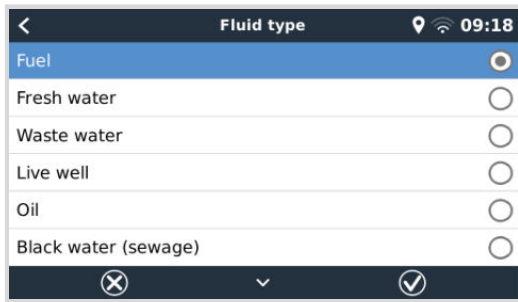 Fluid type 09:18
Fuel
Fresh water
Waste water
Live well
Oil
Black water (sewage)